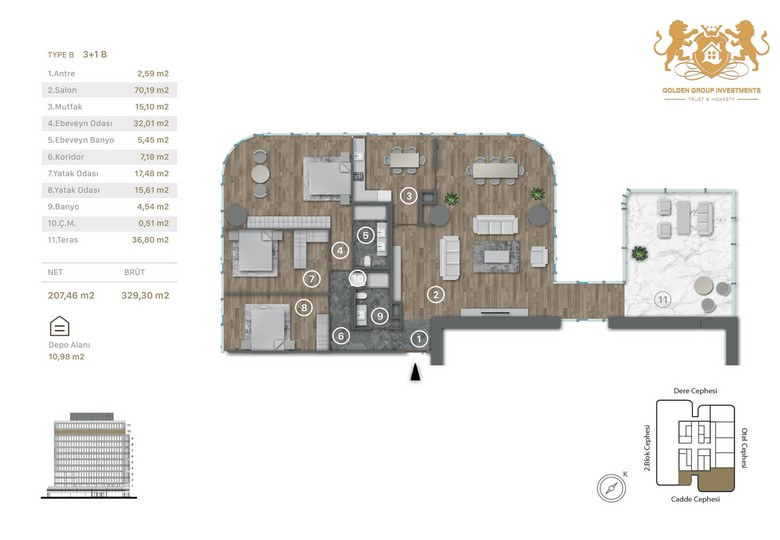 TYPE B 3+1 B
1.Antre 2,59 m2
2.Salon 70,19 m2
3.Mutfak 15,10 m2
4.Ebeveyn Odası 32,01 m2
5.Ebeveyn Banyo 5,45 m2
6.Koridor 7,18 m2
7.Yatak Odası 17,48 m2
8.Yatak Odası 15,61 m2
9.Banyo 4,54 m2
10.Ç.M. 0,51 m2
11.Teras 36,80 m2
NET BRÜT
207,46 m2 329,30 m2
Depo Alanı
10,98 m2
GOLDEN GROUP INVESTMENTS
TRUST & HONESTY
3
5
4
7
10
2
11
8
9
6
1
Dere Cephesi
2.Blok Cephesi
Otel Cephesi
Cadde Cephesi
K